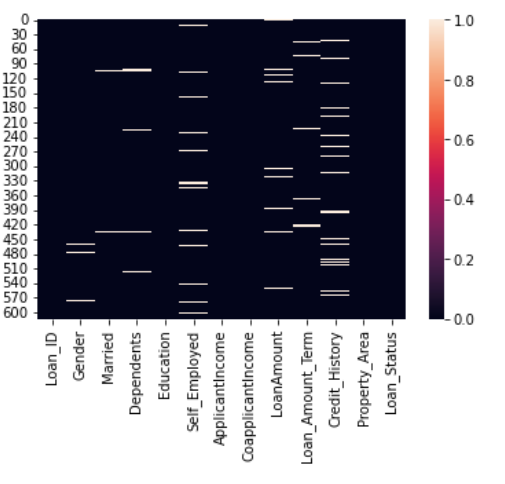 0
30
60
90
120
150
180
210
240
270
300
330
360
390
420
450
480
510
540
570
600
1.0
0.8
0.6
0.4
0.2
0.0
Loan_ID
Gender
Married
Dependents
Education
Self_Employed
ApplicantIncome
CoapplicantIncome
LoanAmount
Loan_Amount_Term
Credit_History
Property_Area
Loan_Status